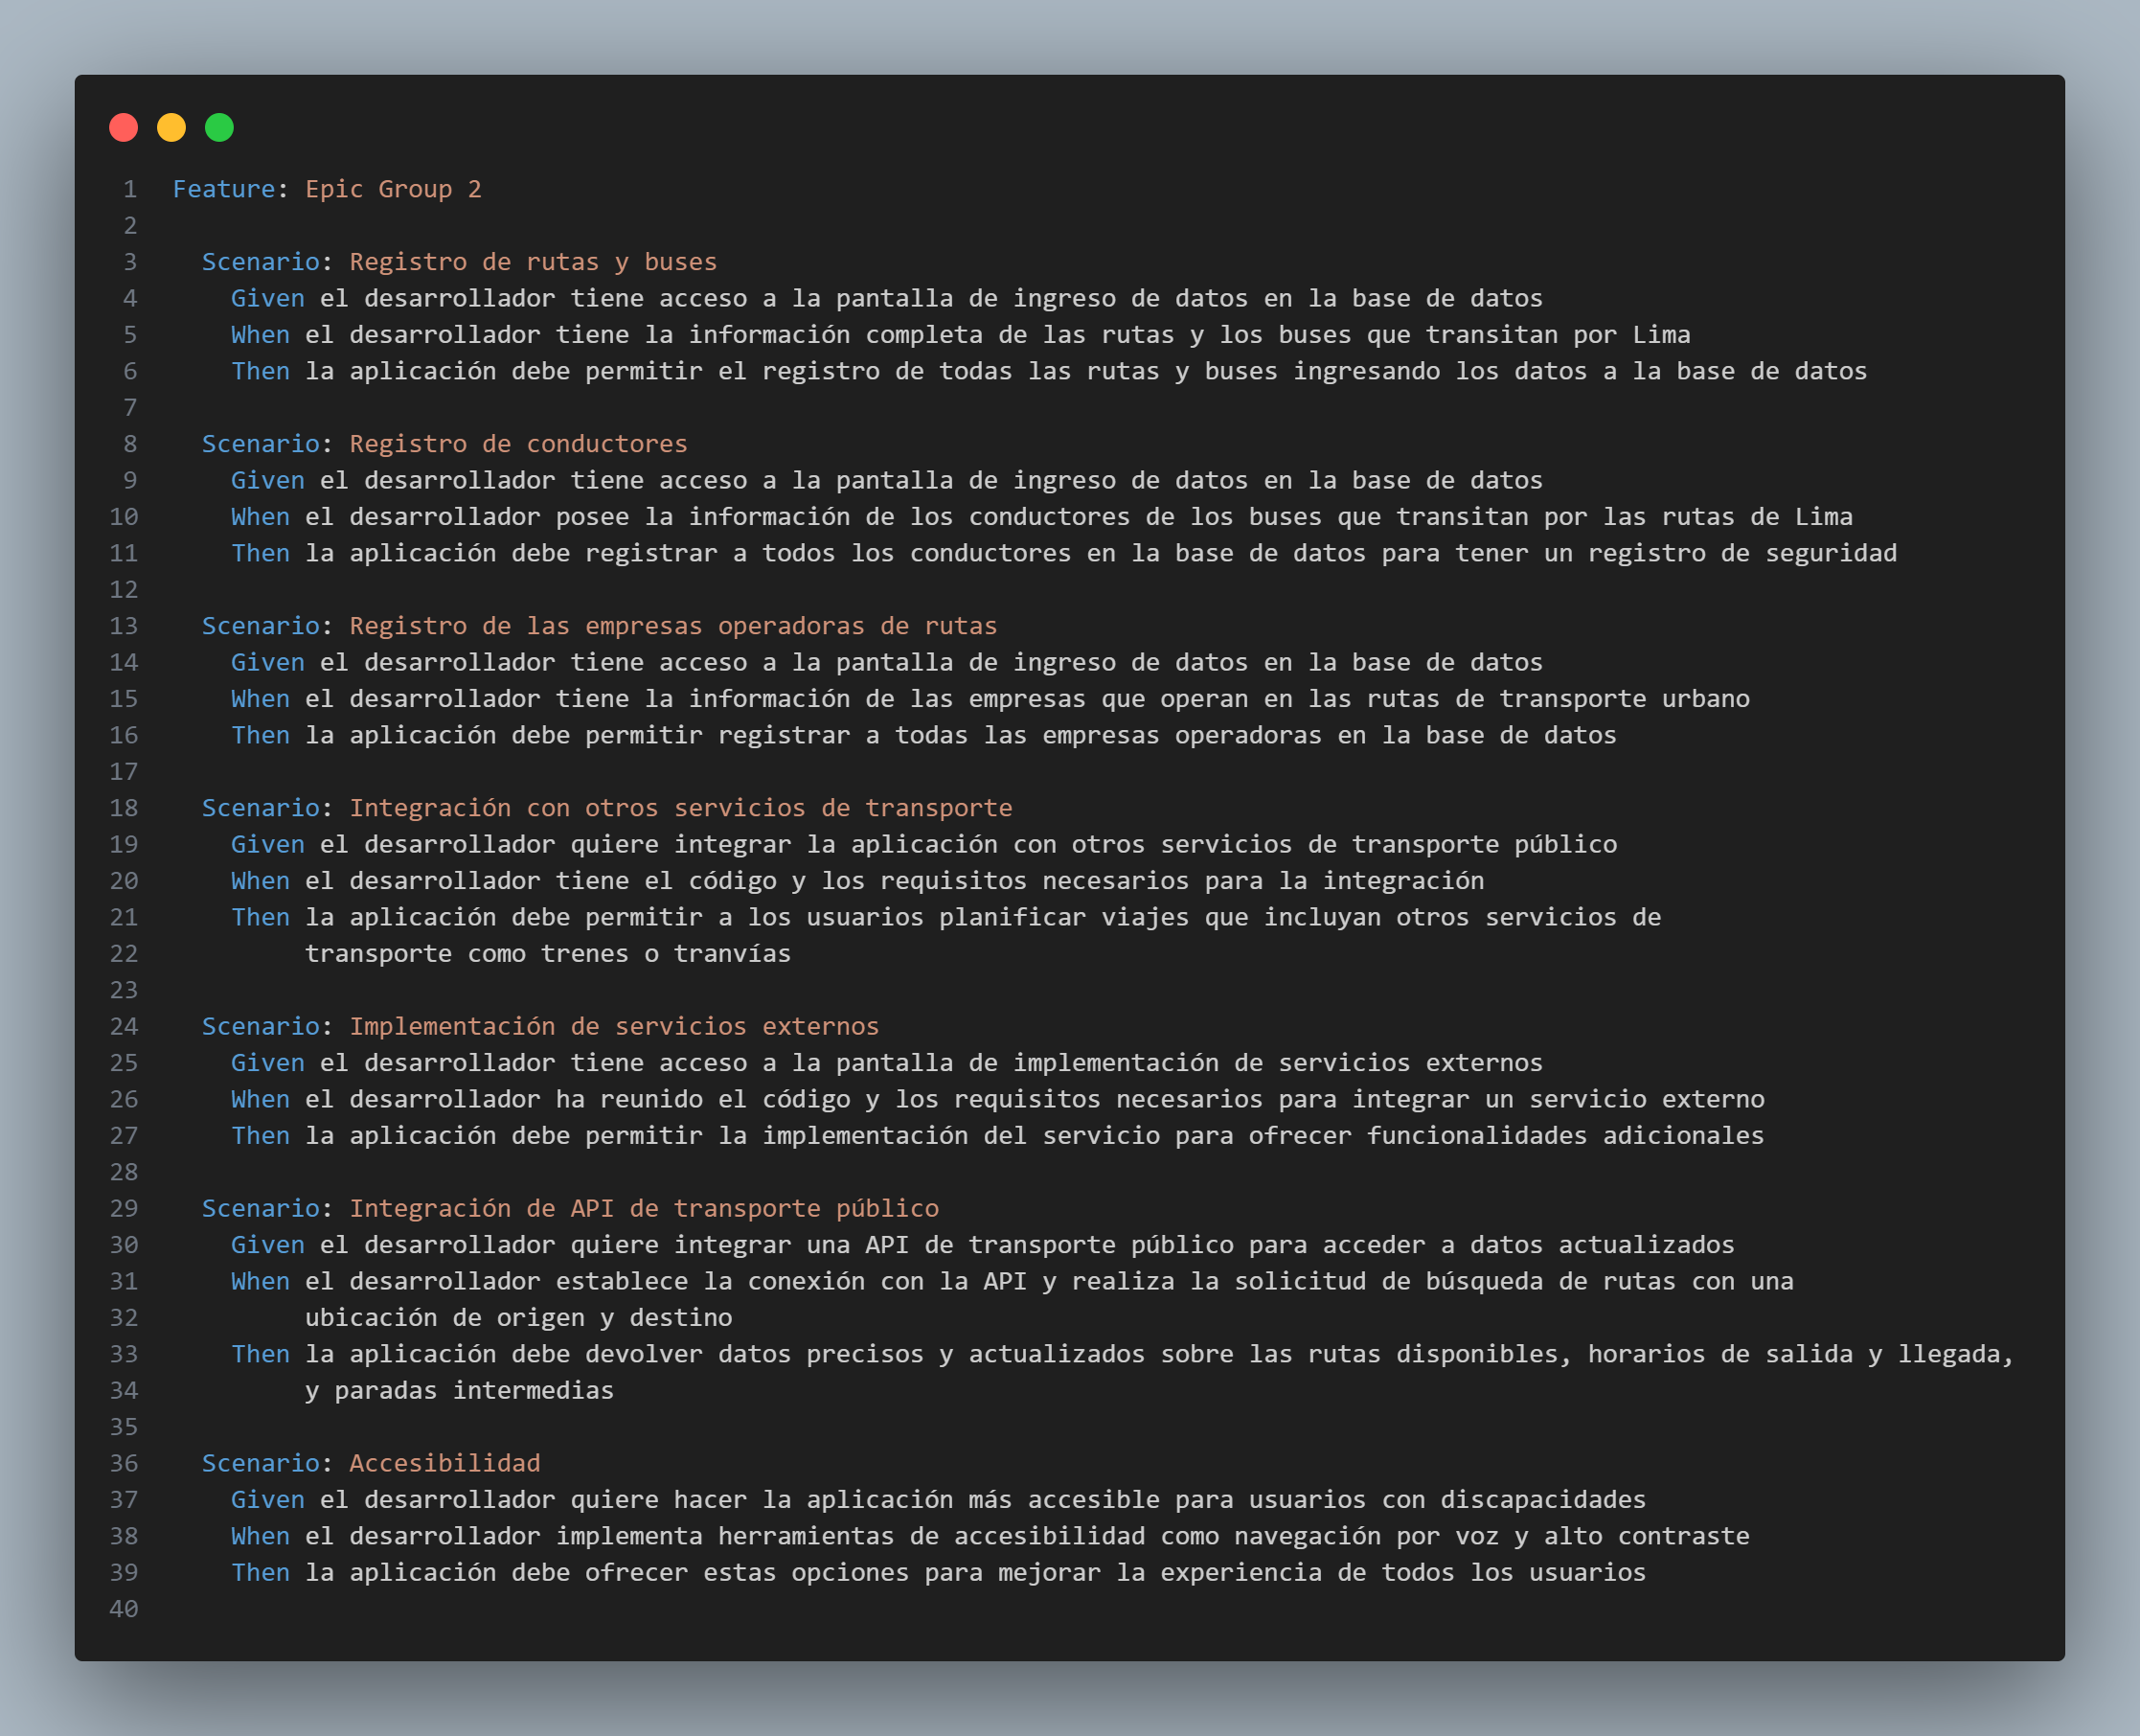 1 Feature: Epic Group 2
2
3 Scenario: Registro de rutas y buses
4 Given el desarrollador tiene acceso a la pantalla de ingreso de datos en la base de datos
5 When el desarrollador tiene la información completa de las rutas y los buses que transitan por Lima
6 Then la aplicación debe permitir el registro de todas las rutas y buses ingresando los datos a la base de datos
7
8 Scenario: Registro de conductores
9 Given el desarrollador tiene acceso a la pantalla de ingreso de datos en la base de datos
10 When el desarrollador posee la información de los conductores de los buses que transitan por las rutas de Lima
11 Then la aplicación debe registrar a todos los conductores en la base de datos para tener un registro de seguridad
12
13 Scenario: Registro de las empresas operadoras de rutas
14 Given el desarrollador tiene acceso a la pantalla de ingreso de datos en la base de datos
15 When el desarrollador tiene la información de las empresas que operan en las rutas de transporte urbano
16 Then la aplicación debe permitir registrar a todas las empresas operadoras en la base de datos
17
18 Scenario: Integración con otros servicios de transporte
19 Given el desarrollador quiere integrar la aplicación con otros servicios de transporte público
20 When el desarrollador tiene el código y los requisitos necesarios para la integración
21 Then la aplicación debe permitir a los usuarios planificar viajes que incluyan otros servicios de
22 transporte como trenes o tranvías
23
24 Scenario: Implementación de servicios externos
25 Given el desarrollador tiene acceso a la pantalla de implementación de servicios externos
26 When el desarrollador ha reunido el código y los requisitos necesarios para integrar un servicio externo
27 Then la aplicación debe permitir la implementación del servicio para ofrecer funcionalidades adicionales
28
29 Scenario: Integración de API de transporte público
30 Given el desarrollador quiere integrar una API de transporte público para acceder a datos actualizados
31 When el desarrollador establece la conexión con la API y realiza la solicitud de búsqueda de rutas con una
32 ubicación de origen y destino
33 Then la aplicación debe devolver datos precisos y actualizados sobre las rutas disponibles, horarios de salida y llegada,
34 y paradas intermedias
35
36 Scenario: Accesibilidad
37 Given el desarrollador quiere hacer la aplicación más accesible para usuarios con discapacidades
38 When el desarrollador implementa herramientas de accesibilidad como navegación por voz y alto contraste
39 Then la aplicación debe ofrecer estas opciones para mejorar la experiencia de todos los usuarios
40